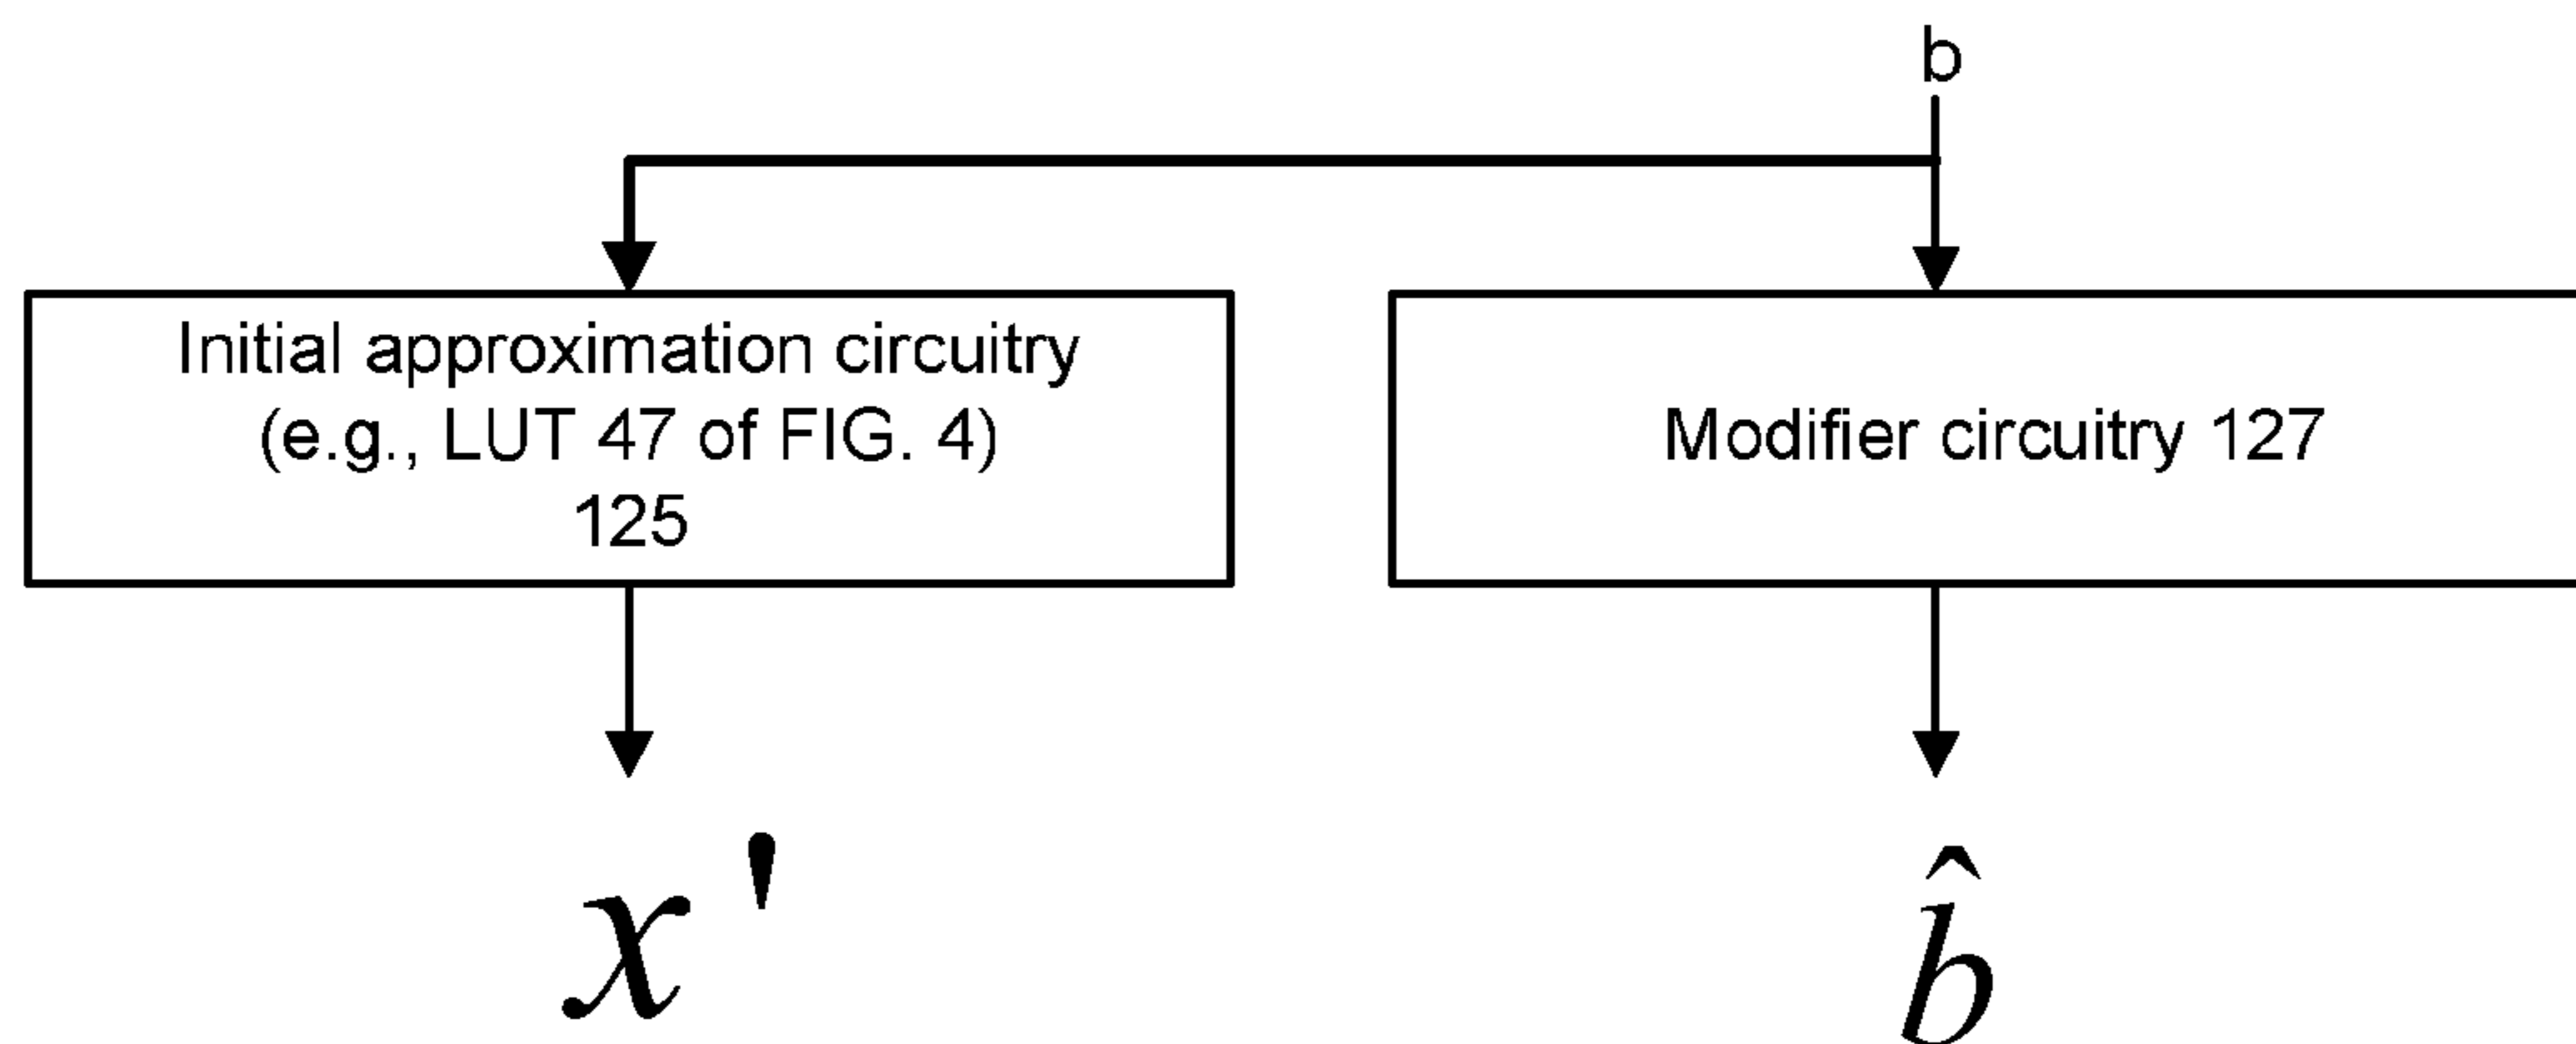 b
Initial approximation circuitry
(e.g., LUT 47 of FIG. 4)
125
Modifier circuitry 127
x'
b̂